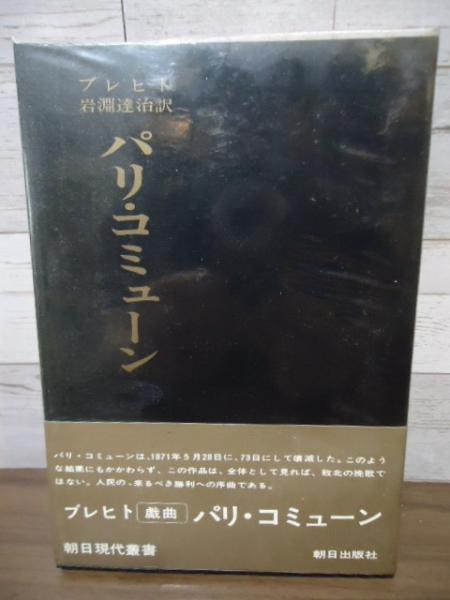 ブレヒト
岩淵達治訳
パリ・コミューン
パリ・コミューンは、1871年5月28日に、73日にして壊滅した。このよう
な結果にもかかわらず、この作品は、全体として見れば、敗北の挽歌で
はない。人民の、来るべき勝利への序曲である。
ブレヒト 戯曲 パリ・コミューン
朝日現代叢書
朝日出版社